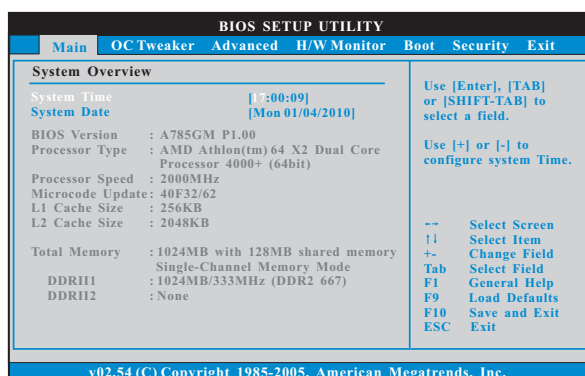 BIOS SETUP UTILITY
Main OC Tweaker Advanced H/W Monitor Boot Security Exit
System Overview
System Time [17:00:09]
System Date [Mon 01/04/2010]
BIOS Version : A785GM P1.00
Processor Type : AMD Athlon(tm) 64 X2 Dual Core
Processor 4000+ (64bit)
Processor Speed : 2000MHz
Microcode Update : 40F32/62
L1 Cache Size : 256KB
L2 Cache Size : 2048KB
Total Memory : 1024MB with 128MB shared memory
Single-Channel Memory Mode
DDRII1 : 1024MB/333MHz (DDR2 667)
DDRII2 : None
Use [Enter], [TAB]
or [SHIFT-TAB] to
select a field.
Use [+] or [-] to
configure system Time.
←→ Select Screen
↑↓ Select Item
+- Change Field
Tab Select Field
F1 General Help
F9 Load Defaults
F10 Save and Exit
ESC Exit
v02.54 (C) Copyright 1985-2005, American Megatrends, Inc.